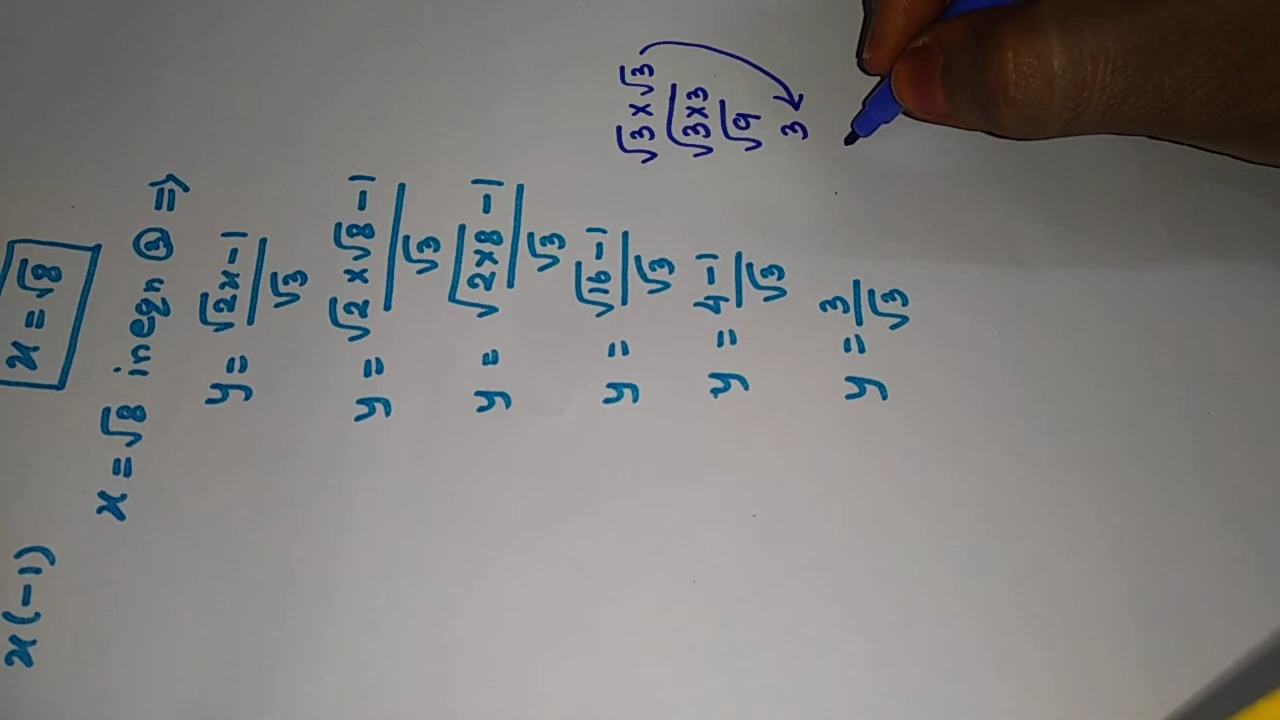 x(-1)
x = √8
x = √8 in eqn ③ ⇒
y = √2x-1/√3
y = √2 × √8 -1/√3
y = √2×8 -1/√3
y = √16 -1/√3
y = 4-1/√3
y = 3/√3
√3 × √3
√3×3
√9
3